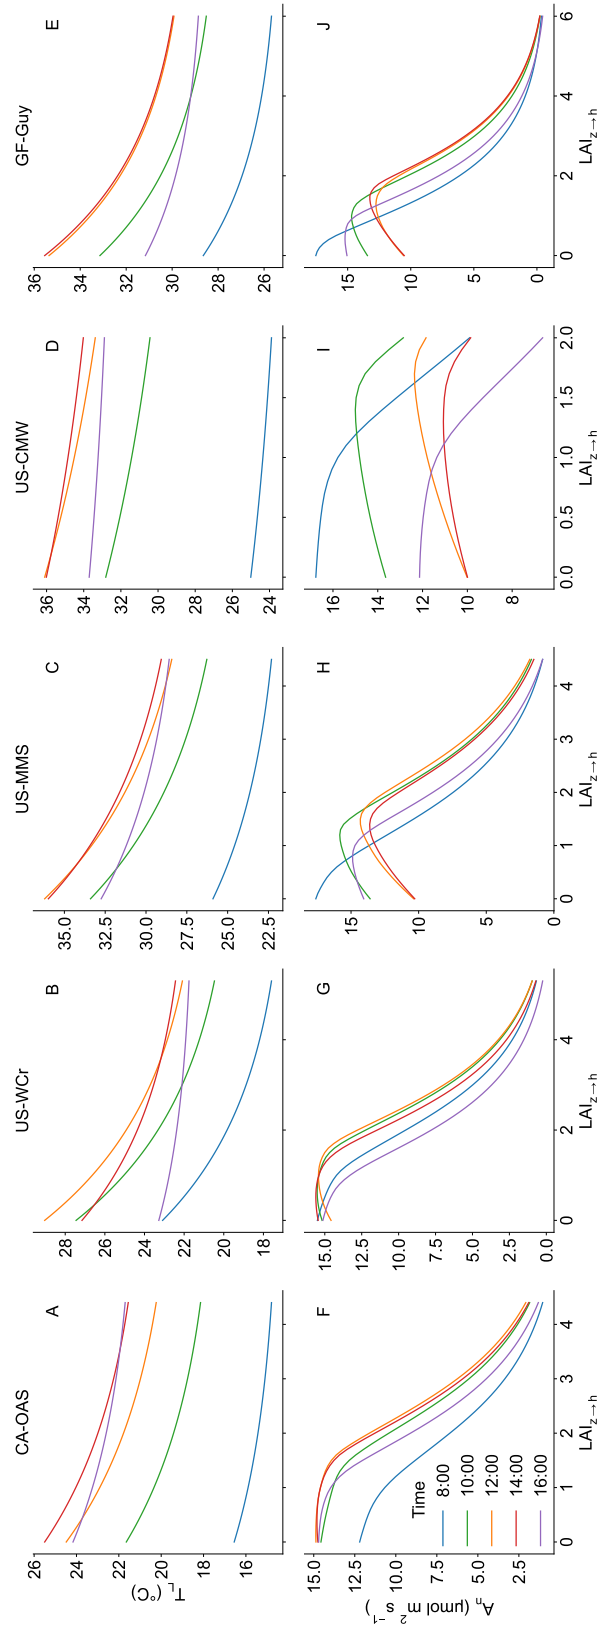 CA-OAS
US-WCr
US-MMS
US-CMW
GF-Guy
A
B
C
D
E
T_L (°C)
26
24
22
20
18
16
28
26
24
22
20
18
35.0
32.5
30.0
27.5
25.0
22.5
36
34
32
30
28
26
24
36
34
32
30
28
26
F
G
H
I
J
A_n (μmol m^−2 s^−1)
15.0
12.5
10.0
7.5
5.0
2.5
15.0
12.5
10.0
7.5
5.0
2.5
0.0
15
10
5
0
16
14
12
10
8
15
10
5
0
Time
8:00
10:00
12:00
14:00
16:00
0 1 2 3 4
0 2 4
0 1 2 3 4
0.0 0.5 1.0 1.5 2.0
0 2 4 6
LAI_z→h
LAI_z→h
LAI_z→h
LAI_z→h
LAI_z→h